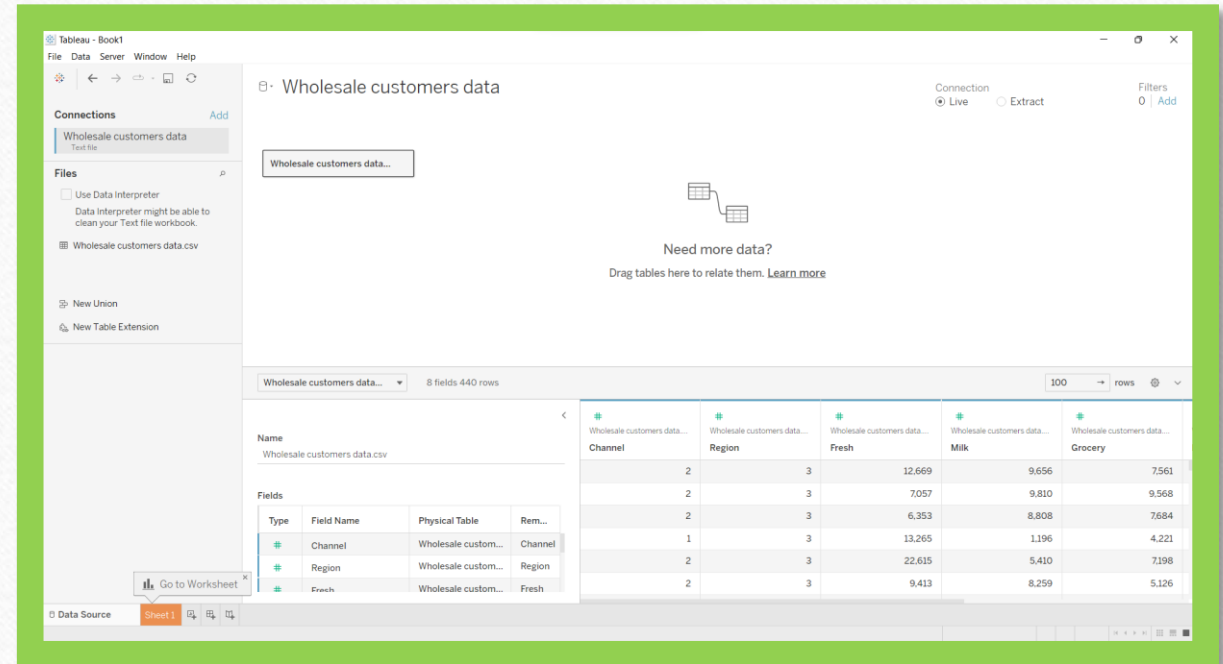 Tableau - Book1
File Data Server Window Help
Connections Add
Wholesale customers data
Text file
Files
Use Data Interpreter
Data Interpreter might be able to
clean your Text file workbook.
Wholesale customers data.csv
New Union
New Table Extension
Wholesale customers data
Connection
Live Extract
Filters
0 | Add
Wholesale customers data...
Need more data?
Drag tables here to relate them. Learn more
Wholesale customers data... 8 fields 440 rows 100 → rows
Name
Wholesale customers data.csv
Fields
Type Field Name Physical Table Rem...
# Channel Wholesale custom... Channel
# Region Wholesale custom... Region
# Fresh Wholesale custom... Fresh
# # # # #
Wholesale customers data... Wholesale customers data... Wholesale customers data... Wholesale customers data... Wholesale customers data...
Channel Region Fresh Milk Grocery
2 3 12,669 9,656 7,561
2 3 7,057 9,810 9,568
2 3 6,353 8,808 7,684
1 3 13,265 1,196 4,221
2 3 22,615 5,410 7,198
2 3 9,413 8,259 5,126
Go to Worksheet
Data Source Sheet 1